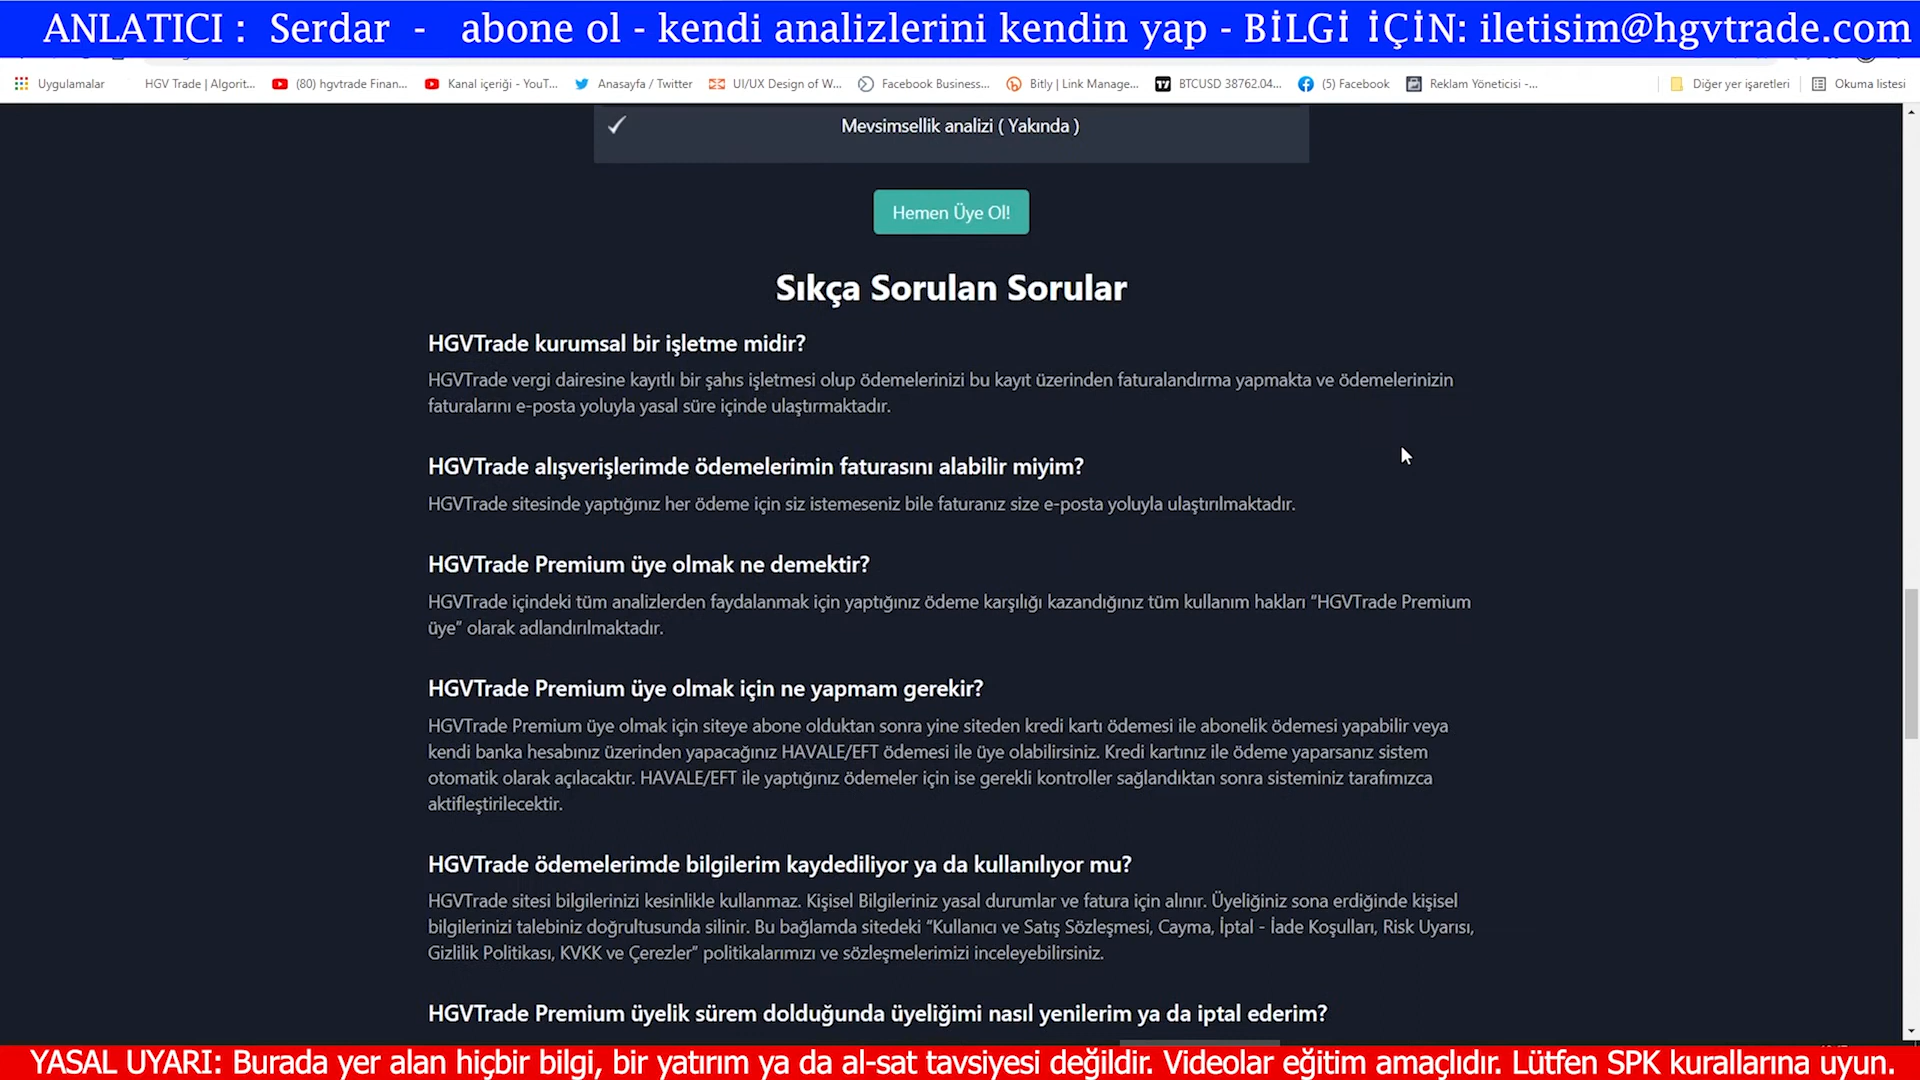 ANLATICI : Serdar - abone ol - kendi analizlerini kendin yap - BİLGİ İÇİN: iletisim@hgvtrade.com
Uygulamalar HGV Trade | Algorit... (80) hgvtrade Finan... Kanal içeriği - YouT... Anasayfa / Twitter UI/UX Design of W... Facebook Business... Bitly | Link Manage... BTCUSD 38762.04... (5) Facebook Reklam Yöneticisi -... Diğer yer işaretleri Okuma listesi
Mevsimsellik analizi ( Yakında )
Hemen Üye Ol!
Sıkça Sorulan Sorular
HGVTrade kurumsal bir işletme midir?
HGVTrade vergi dairesine kayıtlı bir şahıs işletmesi olup ödemelerinizi bu kayıt üzerinden faturalandırma yapmakta ve ödemelerinizin
faturalarını e-posta yoluyla yasal süre içinde ulaştırmaktadır.
HGVTrade alışverişlerimde ödemelerimin faturasını alabilir miyim?
HGVTrade sitesinde yaptığınız her ödeme için siz istemeseniz bile faturanız size e-posta yoluyla ulaştırılmaktadır.
HGVTrade Premium üye olmak ne demektir?
HGVTrade içindeki tüm analizlerden faydalanmak için yaptığınız ödeme karşılığı kazandığınız tüm kullanım hakları "HGVTrade Premium
üye" olarak adlandırılmaktadır.
HGVTrade Premium üye olmak için ne yapmam gerekir?
HGVTrade Premium üye olmak için siteye abone olduktan sonra yine siteden kredi kartı ödemesi ile abonelik ödemesi yapabilir veya
kendi banka hesabınız üzerinden yapacağınız HAVALE/EFT ödemesi ile üye olabilirsiniz. Kredi kartınız ile ödeme yaparsanız sistem
otomatik olarak açılacaktır. HAVALE/EFT ile yaptığınız ödemeler için ise gerekli kontroller sağlandıktan sonra sisteminiz tarafımızca
aktifleştirilecektir.
HGVTrade ödemelerimde bilgilerim kaydediliyor ya da kullanılıyor mu?
HGVTrade sitesi bilgilerinizi kesinlikle kullanmaz. Kişisel Bilgileriniz yasal durumlar ve fatura için alınır. Üyeliğiniz sona erdiğinde kişisel
bilgilerinizi talebiniz doğrultusunda silinir. Bu bağlamda sitedeki "Kullanıcı ve Satış Sözleşmesi, Cayma, İptal - İade Koşulları, Risk Uyarısı,
Gizlilik Politikası, KVKK ve Çerezler" politikalarımızı ve sözleşmelerimizi inceleyebilirsiniz.
HGVTrade Premium üyelik sürem dolduğunda üyeliğimi nasıl yenilerim ya da iptal ederim?
YASAL UYARI: Burada yer alan hiçbir bilgi, bir yatırım ya da al-sat tavsiyesi değildir. Videolar eğitim amaçlıdır. Lütfen SPK kurallarına uyun.